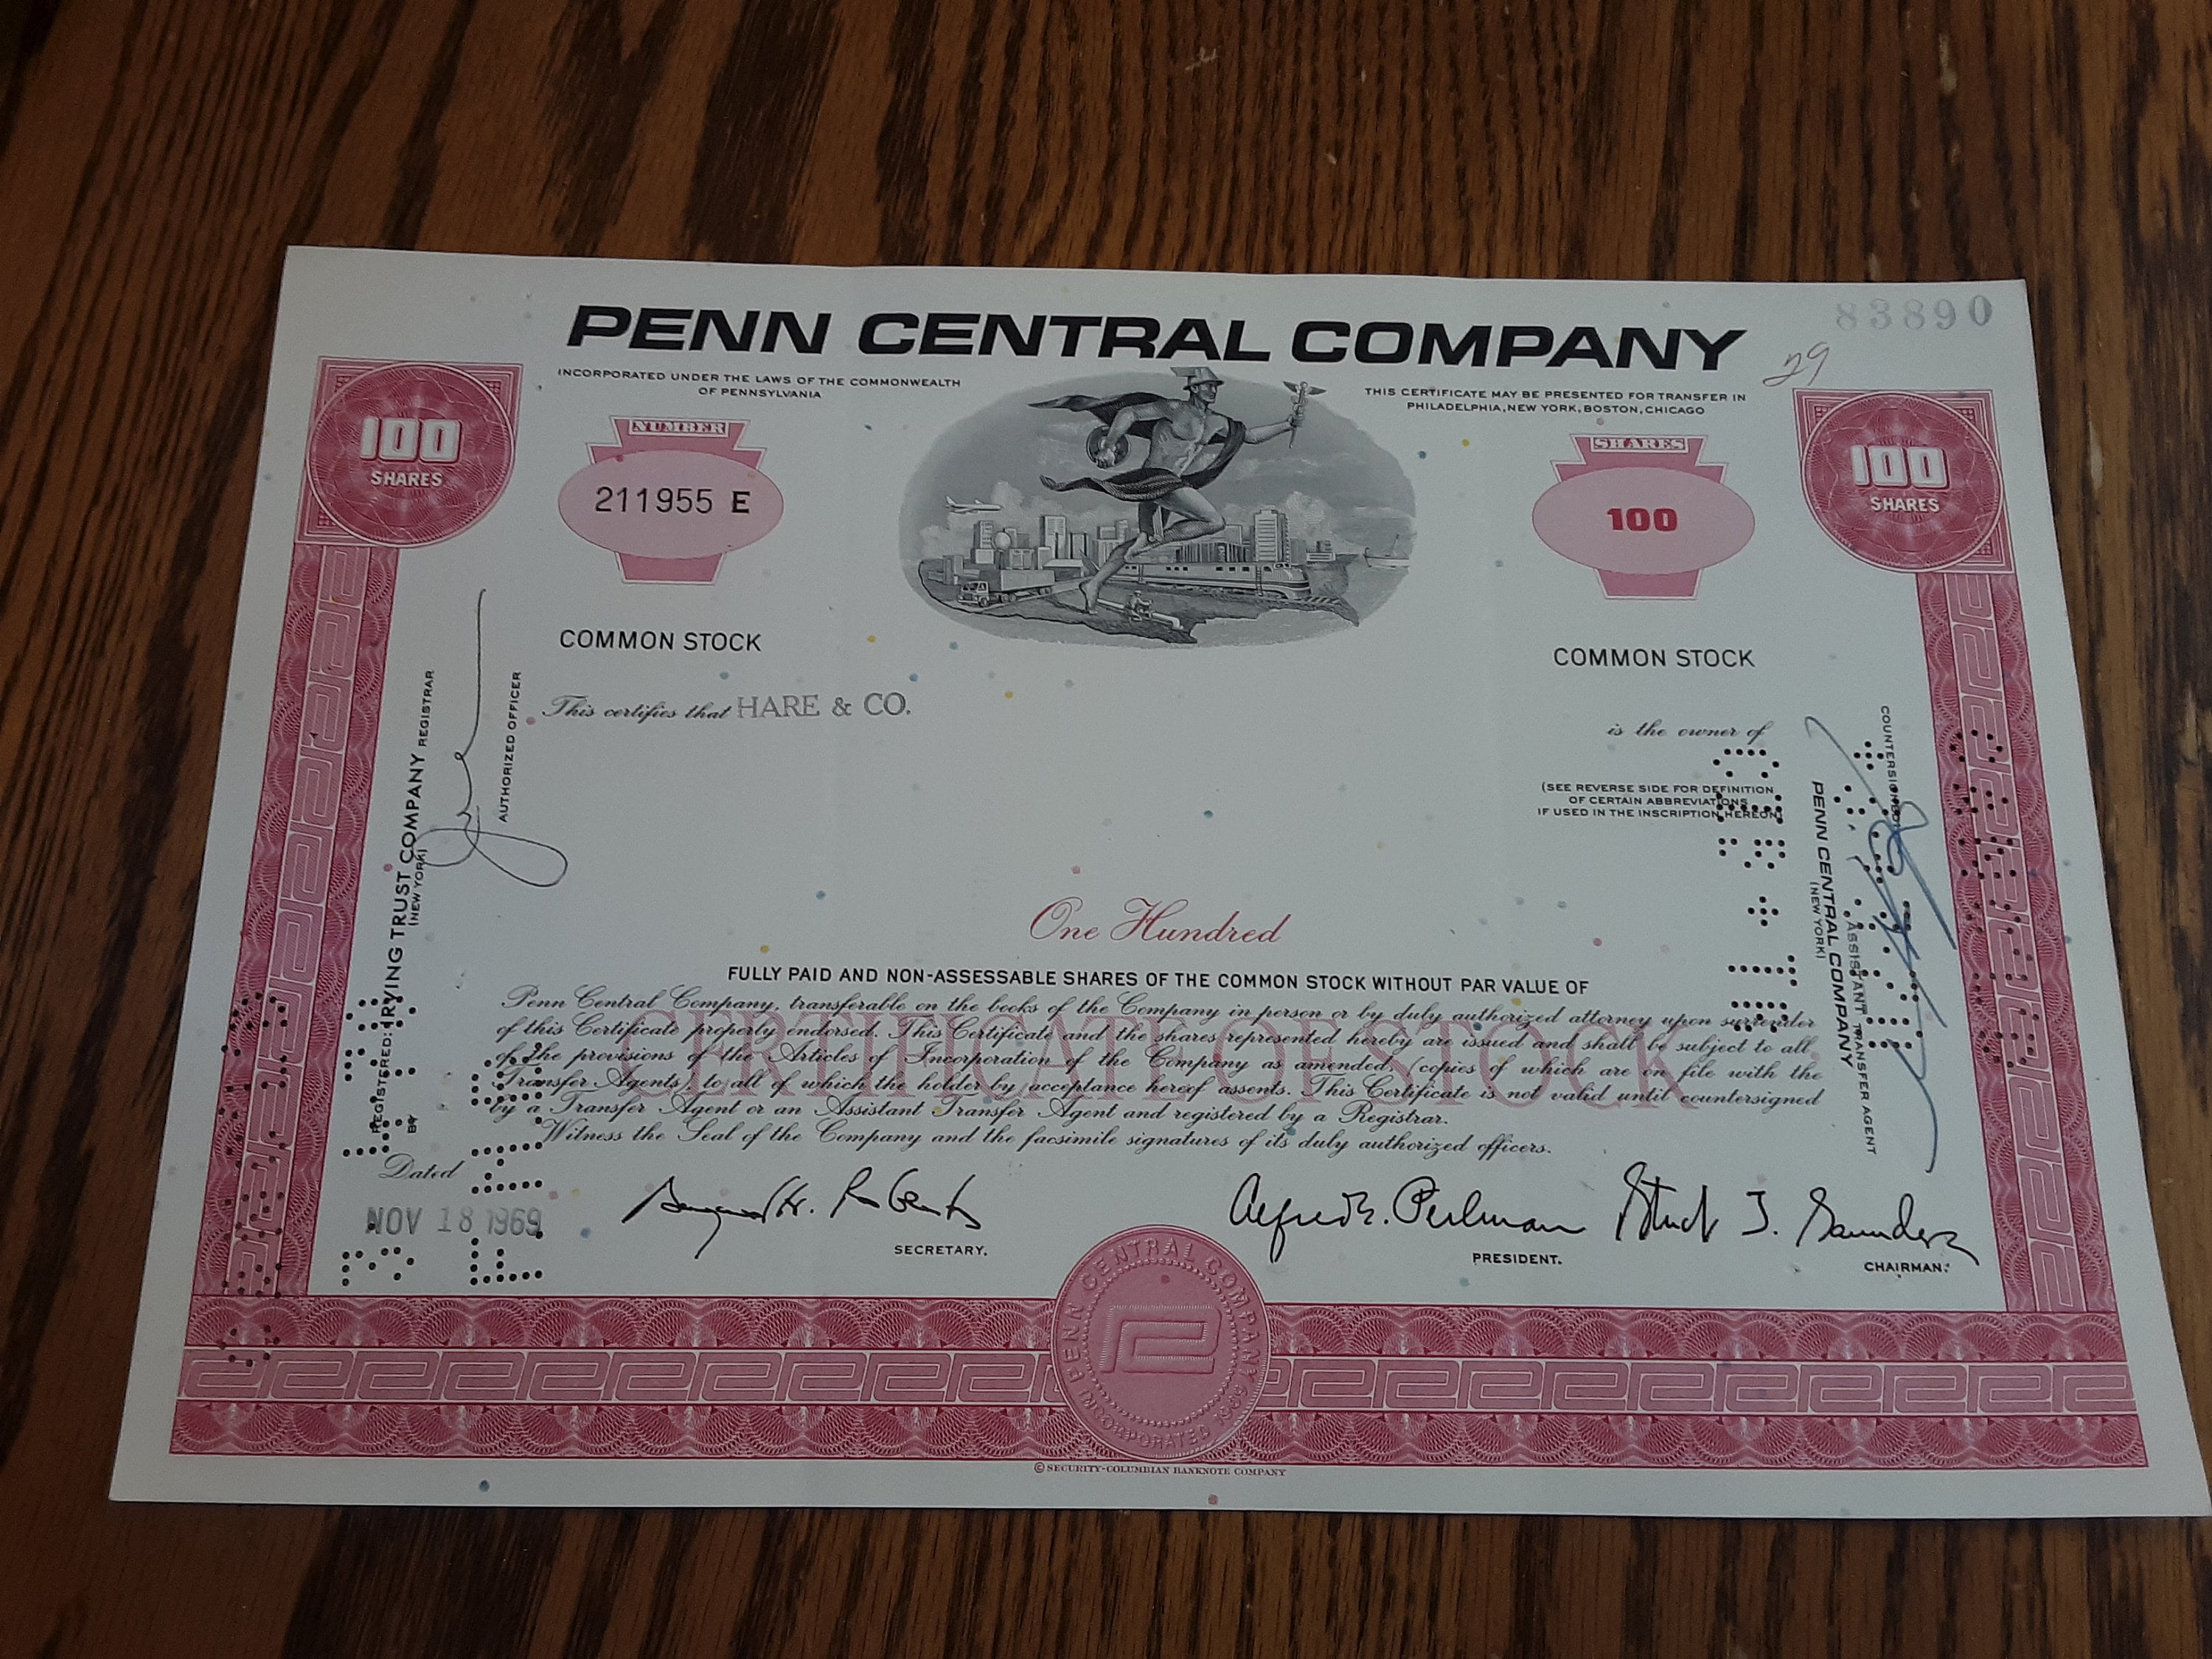 PENN CENTRAL COMPANY
83890
29
INCORPORATED UNDER THE LAWS OF THE COMMONWEALTH
OF PENNSYLVANIA
THIS CERTIFICATE MAY BE PRESENTED FOR TRANSFER IN
PHILADELPHIA, NEW YORK, BOSTON, CHICAGO
100
SHARES
NUMBER
211955 E
SHARES
100
100
SHARES
COMMON STOCK
COMMON STOCK
This certifies that HARE & CO.
is the owner of
(SEE REVERSE SIDE FOR DEFINITION
OF CERTAIN ABBREVIATIONS
IF USED IN THE INSCRIPTION HEREON)
REGISTERED: IRVING TRUST COMPANY REGISTRAR
(NEW YORK)
BY
AUTHORIZED OFFICER
PENN CENTRAL COMPANY
(NEW YORK)
ASSISTANT TRANSFER AGENT
One Hundred
FULLY PAID AND NON-ASSESSABLE SHARES OF THE COMMON STOCK WITHOUT PAR VALUE OF
CERTIFICATE OF STOCK
Penn Central Company, transferable on the books of the Company in person or by duly authorized attorney upon surrender
of this Certificate properly endorsed. This Certificate and the shares represented hereby are issued and shall be subject to all
of the provisions of the Articles of Incorporation of the Company as amended, (copies of which are on file with the
Transfer Agents), to all of which the holder by acceptance hereof assents. This Certificate is not valid until countersigned
by a Transfer Agent or an Assistant Transfer Agent and registered by a Registrar.
Witness the Seal of the Company and the facsimile signatures of its duly authorized officers.
Dated
NOV 18 1969
SECRETARY.
Alfred E. Perlman
PRESIDENT.
Stuart T. Saunders
CHAIRMAN.
PENN CENTRAL COMPANY
INCORPORATED 1969
© SECURITY-COLUMBIAN BANKNOTE COMPANY